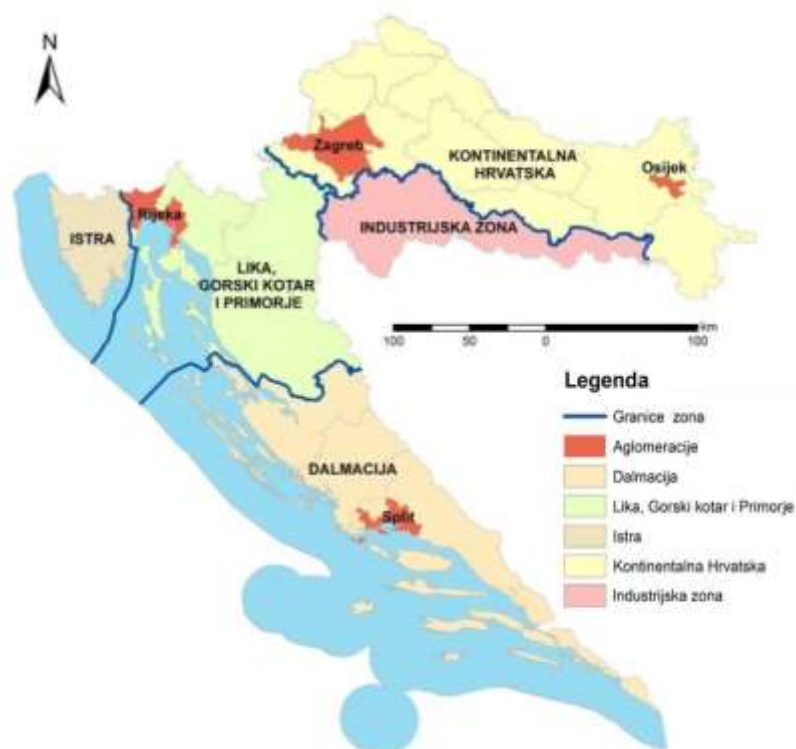 N
Zagreb
KONTINENTALNA
HRVATSKA
Osijek
Rijeka
ISTRA
INDUSTRIJSKA ZONA
LIKA,
GORSKI KOTAR
I PRIMORJE
km
100 50 0 100
Legenda
Granice zona
Aglomeracije
DALMACIJA
Dalmacija
Lika, Gorski kotar i Primorje
Split
Istra
Kontinentalna Hrvatska
Industrijska zona